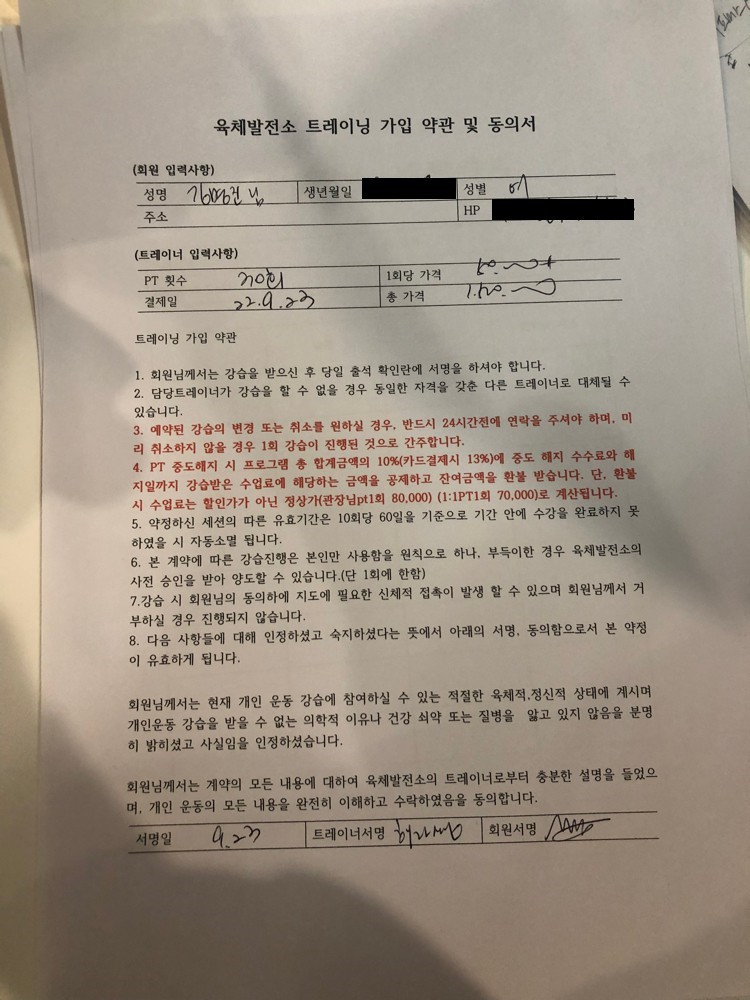 육체발전소 트레이닝 가입 약관 및 동의서
(회원 입력사항)
성명 님 생년월일 성별 여
주소 HP
(트레이너 입력사항)
PT 횟수 30회 1회당 가격
결제일 22.9.23 총 가격
트레이닝 가입 약관
1. 회원님께서는 강습을 받으신 후 당일 출석 확인란에 서명을 하셔야 합니다.
2. 담당트레이너가 강습을 할 수 없을 경우 동일한 자격을 갖춘 다른 트레이너로 대체될 수
있습니다.
3. 예약된 강습의 변경 또는 취소를 원하실 경우, 반드시 24시간전에 연락을 주셔야 하며, 미
리 취소하지 않을 경우 1회 강습이 진행된 것으로 간주합니다.
4. PT 중도해지 시 프로그램 총 합계금액의 10%(카드결제시 13%)에 중도 해지 수수료와 해
지일까지 강습받은 수업료에 해당하는 금액을 공제하고 잔여금액을 환불 받습니다. 단, 환불
시 수업료는 할인가가 아닌 정상가(관장님pt1회 80,000) (1:1PT1회 70,000)로 계산됩니다.
5. 약정하신 세션의 따른 유효기간은 10회당 60일을 기준으로 기간 안에 수강을 완료하지 못
하였을 시 자동소멸 됩니다.
6. 본 계약에 따른 강습진행은 본인만 사용함을 원칙으로 하나, 부득이한 경우 육체발전소의
사전 승인을 받아 양도할 수 있습니다.(단 1회에 한함)
7.강습 시 회원님의 동의하에 지도에 필요한 신체적 접촉이 발생 할 수 있으며 회원님께서 거
부하실 경우 진행되지 않습니다.
8. 다음 사항들에 대해 인정하셨고 숙지하셨다는 뜻에서 아래의 서명, 동의함으로서 본 약정
이 유효하게 됩니다.
회원님께서는 현재 개인 운동 강습에 참여하실 수 있는 적절한 육체적,정신적 상태에 계시며
개인운동 강습을 받을 수 없는 의학적 이유나 건강 쇠약 또는 질병을 앓고 있지 않음을 분명
히 밝히셨고 사실임을 인정하셨습니다.
회원님께서는 계약의 모든 내용에 대하여 육체발전소의 트레이너로부터 충분한 설명을 들었으
며, 개인 운동의 모든 내용을 완전히 이해하고 수락하였음을 동의합니다.
서명일 9.23 트레이너서명 회원서명